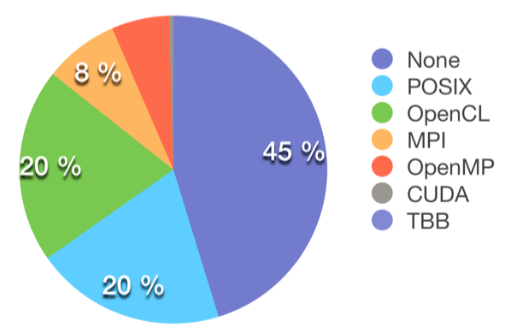 8 %
45 %
20 %
20 %
None
POSIX
OpenCL
MPI
OpenMP
CUDA
TBB